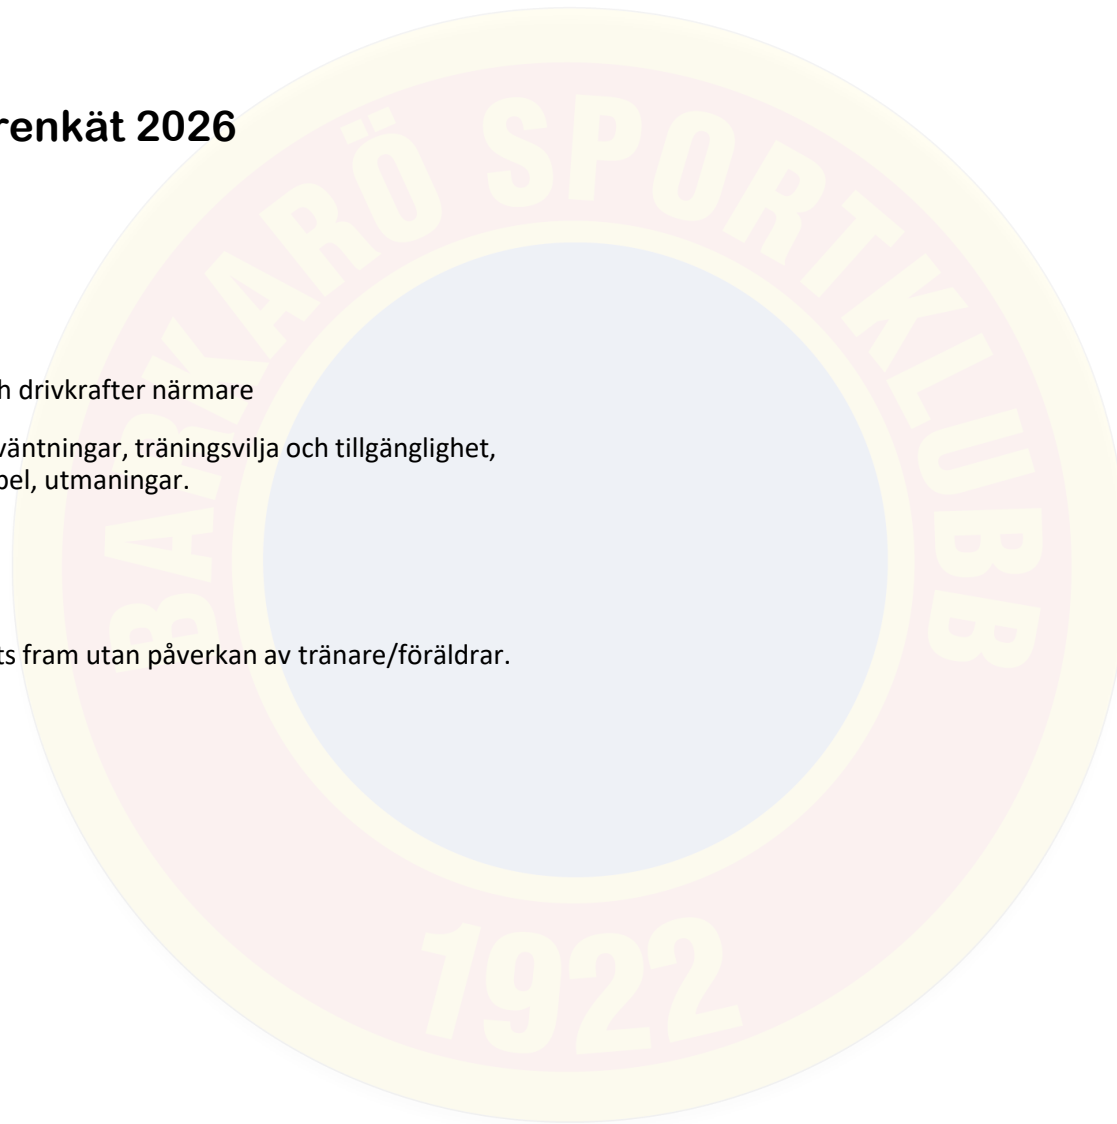 renkät 2026
h drivkrafter närmare
väntningar, träningsvilja och tillgänglighet,
pel, utmaningar.
ts fram utan påverkan av tränare/föräldrar.
BARKARÖ SPORTKLUBB
1922